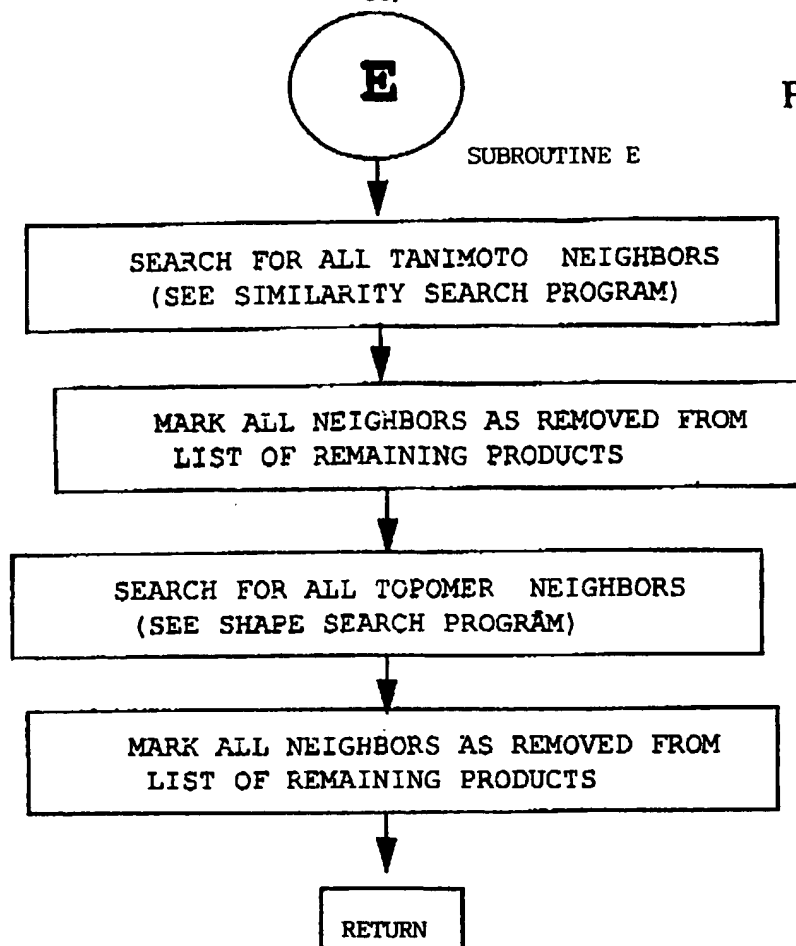 E
SUBROUTINE E
SEARCH FOR ALL TANIMOTO NEIGHBORS
(SEE SIMILARITY SEARCH PROGRAM)
MARK ALL NEIGHBORS AS REMOVED FROM
LIST OF REMAINING PRODUCTS
SEARCH FOR ALL TOPOMER NEIGHBORS
(SEE SHAPE SEARCH PROGRAM)
MARK ALL NEIGHBORS AS REMOVED FROM
LIST OF REMAINING PRODUCTS
RETURN